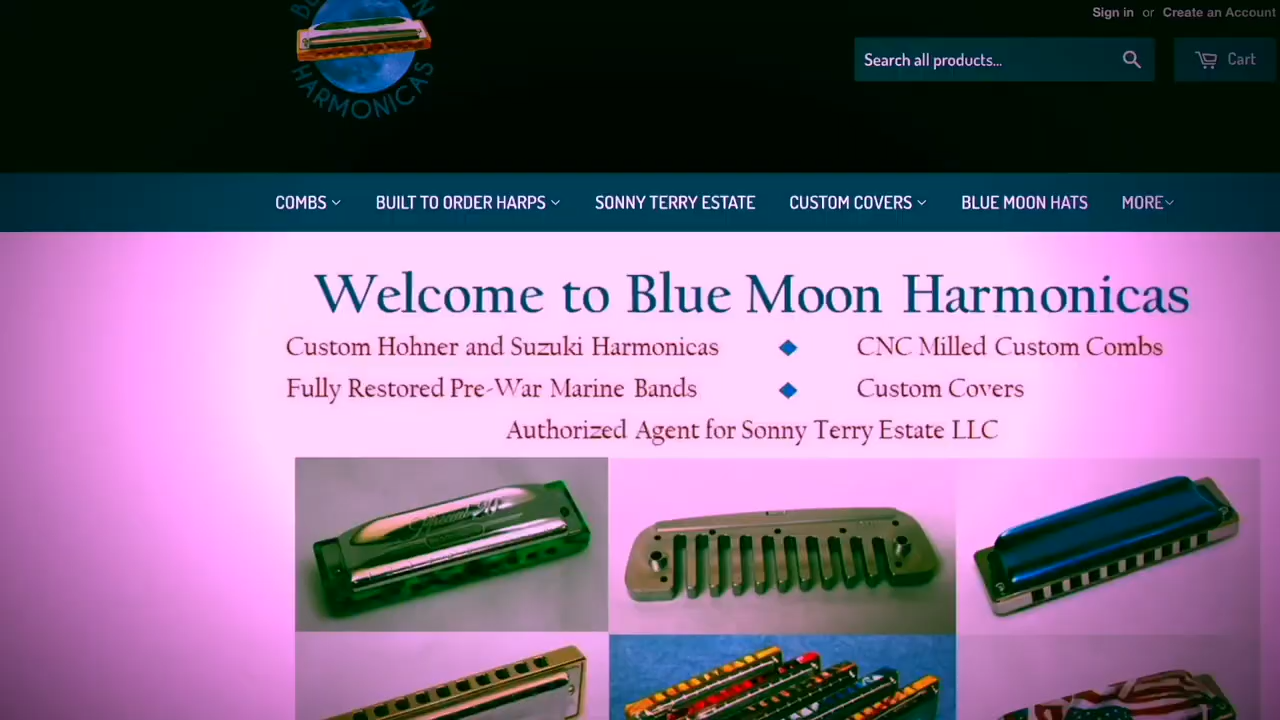 Sign in or Create an Account
HARMONICAS
Search all products...
Cart
COMBS
BUILT TO ORDER HARPS
SONNY TERRY ESTATE
CUSTOM COVERS
BLUE MOON HATS
MORE
Welcome to Blue Moon Harmonicas
Custom Hohner and Suzuki Harmonicas
CNC Milled Custom Combs
Fully Restored Pre-War Marine Bands
Custom Covers
Authorized Agent for Sonny Terry Estate LLC
Special 20